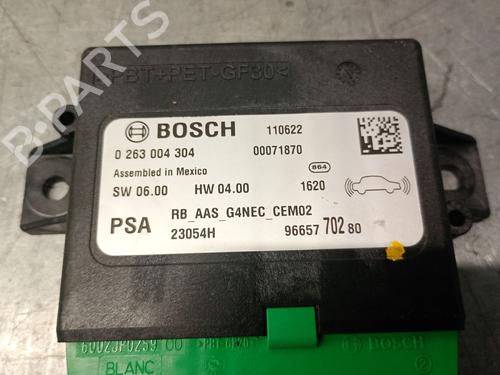 >PBT+PET-GF30<
BOSCH 110622
0 263 004 304 00071870
Assembled in Mexico 864
SW 06.00 HW 04.00 1620
PSA RB_AAS_G4NEC_CEM02
23054H 96657 702 80
BOSCH
BLANC
B-PARTS